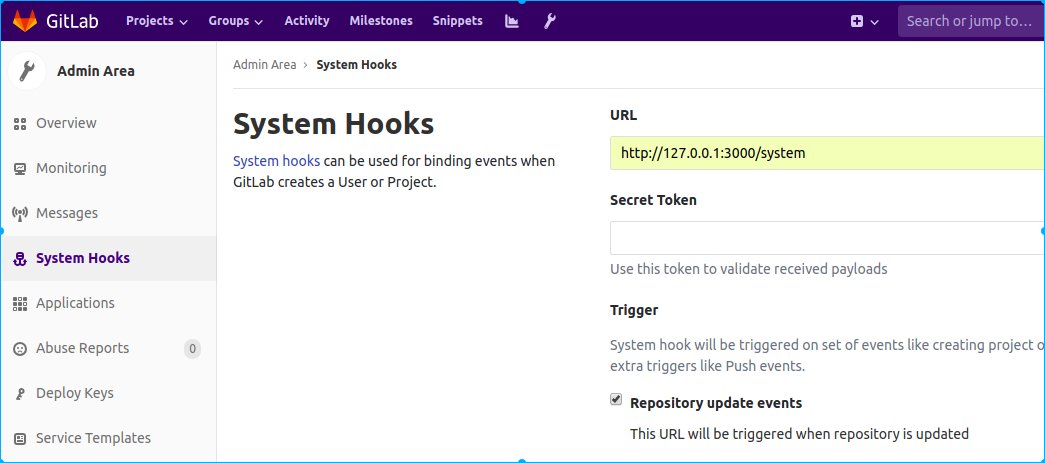 GitLab Projects Groups Activity Milestones Snippets Search or jump to…
Admin Area
Overview
Monitoring
Messages
System Hooks
Applications
Abuse Reports 0
Deploy Keys
Service Templates
Admin Area › System Hooks
System Hooks
System hooks can be used for binding events when
GitLab creates a User or Project.
URL
http://127.0.0.1:3000/system
Secret Token
Use this token to validate received payloads
Trigger
System hook will be triggered on set of events like creating project
extra triggers like Push events.
Repository update events
This URL will be triggered when repository is updated